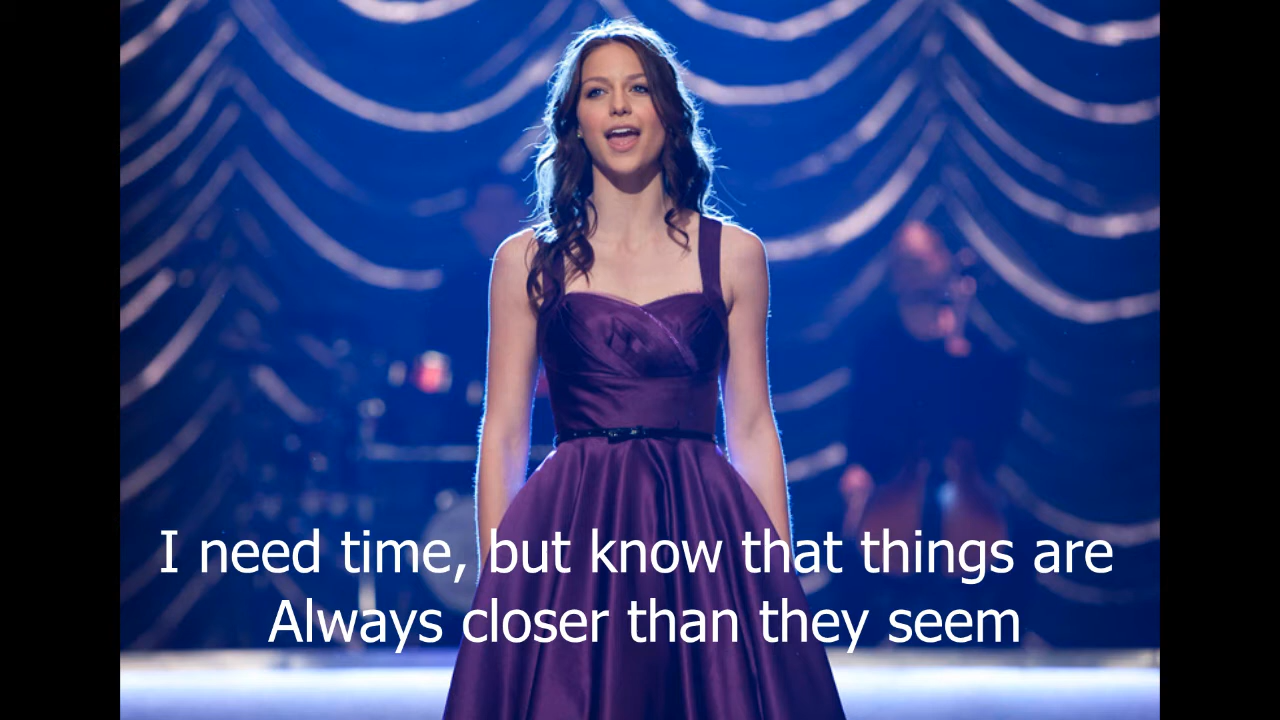 I need time, but know that things are
Always closer than they seem